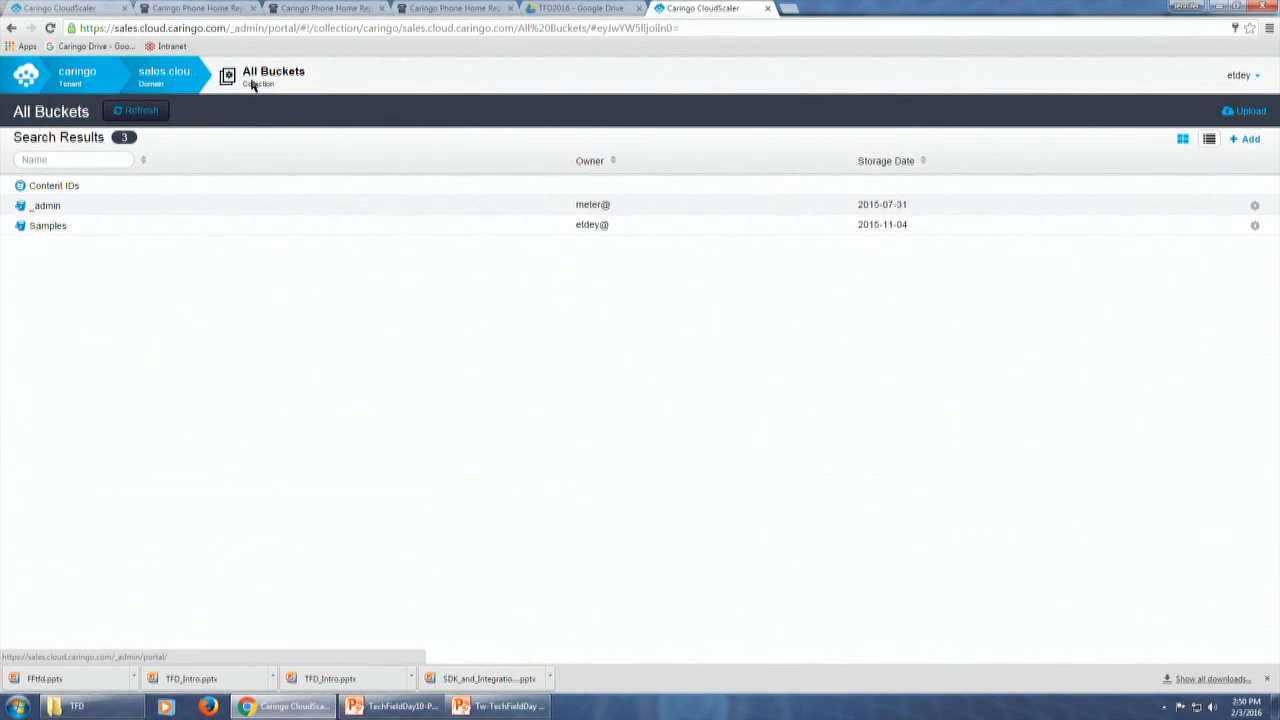 Caringo CloudScaler
Caringo Phone Home Rep
Caringo Phone Home Rep
Caringo Phone Home Rep
TFD2016 - Google Drive
Caringo CloudScaler
Jennifer
https://sales.cloud.caringo.com/_admin/portal/#!/collection/caringo/sales.cloud.caringo.com/All%20Buckets/#eyJwYW5lIjoiIn0=
Apps
Caringo Drive - Goo...
Intranet
caringo
Tenant
sales.clou...
Domain
All Buckets
Collection
etdey
All Buckets
Refresh
Upload
Search Results 3
+ Add
Name
Owner
Storage Date
Content IDs
_admin meter@ 2015-07-31
Samples etdey@ 2015-11-04
https://sales.cloud.caringo.com/_admin/portal/
FFtfd.pptx
TFD_Intro.pptx
TFD_Intro.pptx
SDK_and_Integratio....pptx
Show all downloads...
TFD
Caringo CloudSca...
TechFieldDay10-P...
Tw-TechFieldDay ...
2:50 PM
2/3/2016